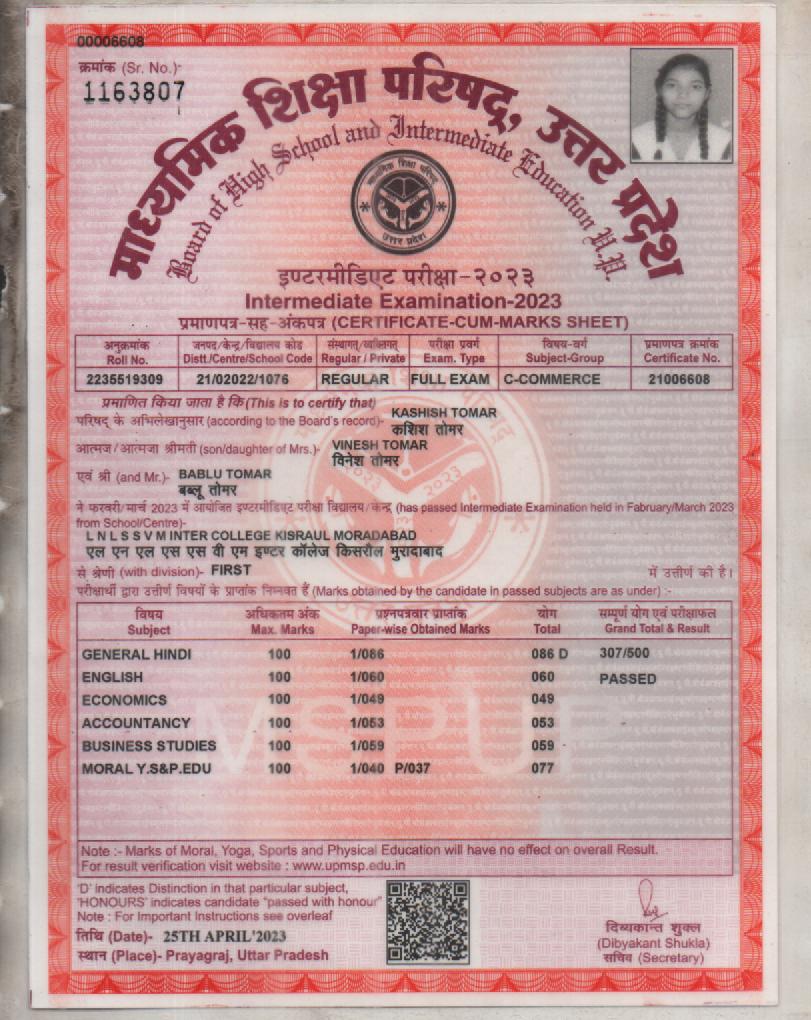 00006608
क्रमांक (Sr. No.)-
1163807
माध्यमिक शिक्षा परिषद्, उत्तर प्रदेश
Board of High School and Intermediate Education U.P.
माध्यमिक शिक्षा परिषद्
उत्तर प्रदेश
इण्टरमीडिएट परीक्षा-२०२३
Intermediate Examination-2023
प्रमाणपत्र-सह-अंकपत्र (CERTIFICATE-CUM-MARKS SHEET)
अनुक्रमांक जनपद/केन्द्र/विद्यालय कोड संस्थागत/व्यक्तिगत परीक्षा प्रवर्ग विषय-वर्ग प्रमाणपत्र क्रमांक
Roll No. Distt./Centre/School Code Regular / Private Exam. Type Subject-Group Certificate No.
2235519309 21/02022/1076 REGULAR FULL EXAM C-COMMERCE 21006608
प्रमाणित किया जाता है कि (This is to certify that)
KASHISH TOMAR
परिषद् के अभिलेखानुसार (according to the Board's record)- कशिश तोमर
VINESH TOMAR
आत्मज/आत्मजा श्रीमती (son/daughter of Mrs.)- विनेश तोमर
एवं श्री (and Mr.)- BABLU TOMAR
बब्लू तोमर
ने फरवरी/मार्च 2023 में आयोजित इण्टरमीडिएट परीक्षा विद्यालय/केन्द्र (has passed Intermediate Examination held in Fabruary/March 2023
from School/Centre)-
L N L S S V M INTER COLLEGE KISRAUL MORADABAD
एल एन एल एस एस वी एम इण्टर कॉलेज किसरौल मुरादाबाद
से श्रेणी (with division)- FIRST में उत्तीर्ण की है।
परीक्षार्थी द्वारा उत्तीर्ण विषयों के प्राप्तांक निम्नवत हैं (Marks obtained by the candidate in passed subjects are as under) :-
विषय अधिकतम अंक प्रश्नपत्रवार प्राप्तांक योग सम्पूर्ण योग एवं परीक्षाफल
Subject Max. Marks Paper-wise Obtained Marks Total Grand Total & Result
GENERAL HINDI 100 1/086 086 D 307/500
ENGLISH 100 1/060 060 PASSED
ECONOMICS 100 1/049 049
ACCOUNTANCY 100 1/053 053
BUSINESS STUDIES 100 1/059 059
MORAL Y.S&P.EDU 100 1/040 P/037 077
MSPUP
Note :- Marks of Moral, Yoga, Sports and Physical Education will have no effect on overall Result.
For result verification visit website : www.upmsp.edu.in
'D' indicates Distinction in that particular subject,
'HONOURS' indicates candidate "passed with honour"
Note : For Important Instructions see overleaf
तिथि (Date)- 25TH APRIL'2023
स्थान (Place)- Prayagraj, Uttar Pradesh
दिव्यकान्त शुक्ल
(Dibyakant Shukla)
सचिव (Secretary)